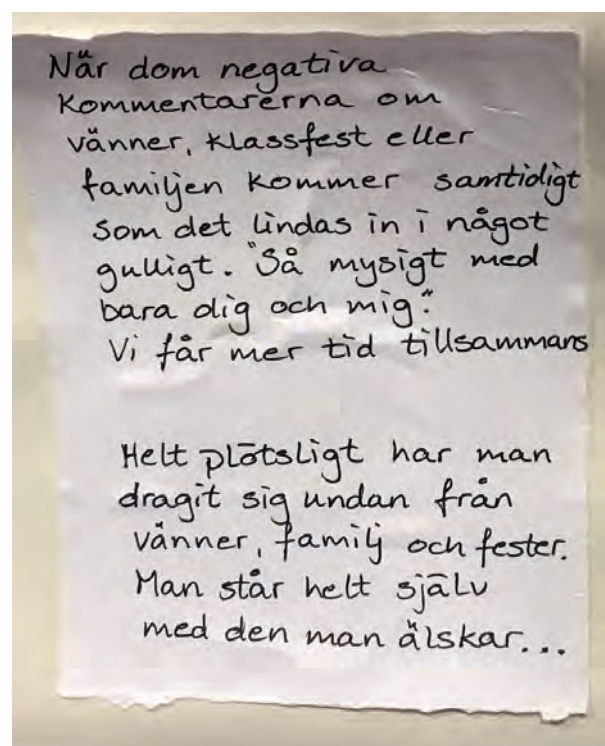 När dom negativa
kommentarerna om
vänner, klassfest eller
familjen kommer samtidigt
som det lindas in i något
gulligt. "Så mysigt med
bara dig och mig."
Vi får mer tid tillsammans
Helt plötsligt har man
dragit sig undan från
vänner, familj och fester.
Man står helt själv
med den man älskar...